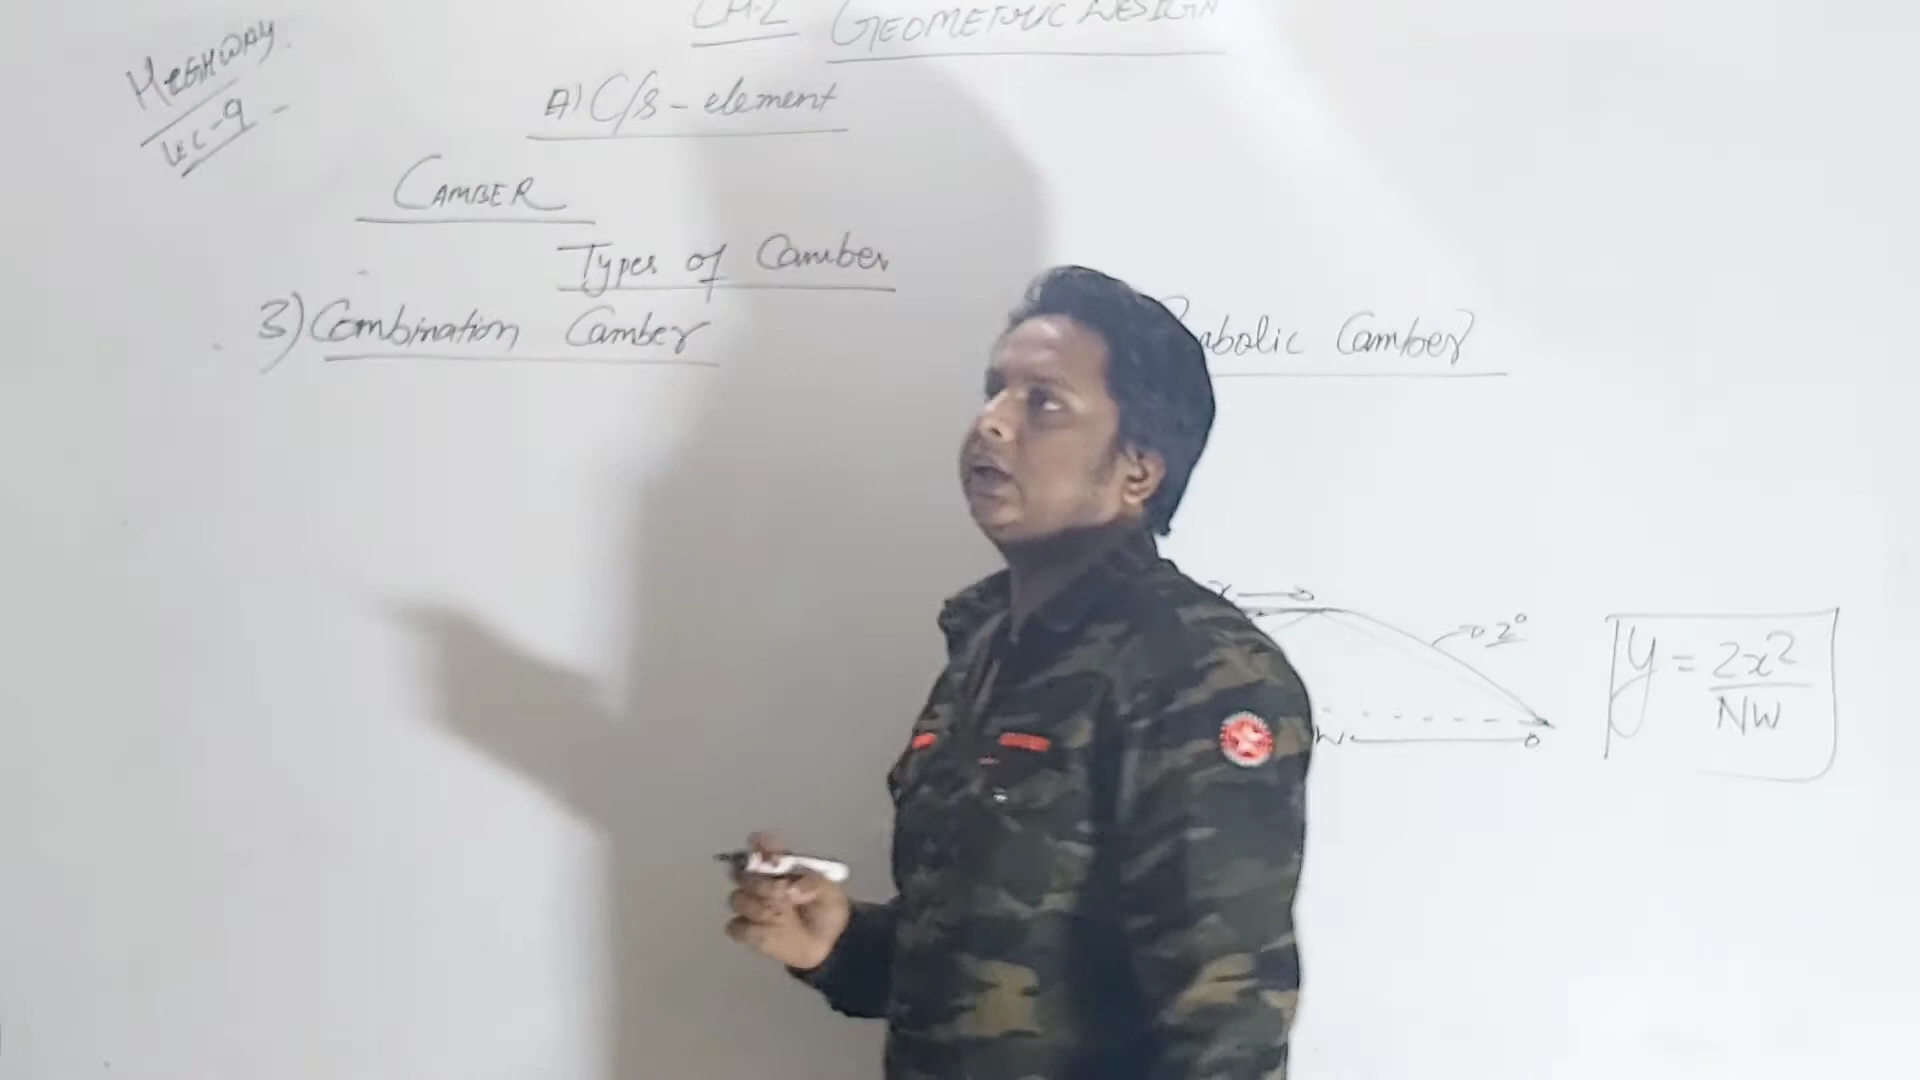 CH-2 GEOMETRIC DESIGN
HIGHWAY
LEC-9
A) C/S - element
CAMBER
Types of Camber
3) Combination Camber
abolic Camber
x
2°
W
y = 2x²
NW